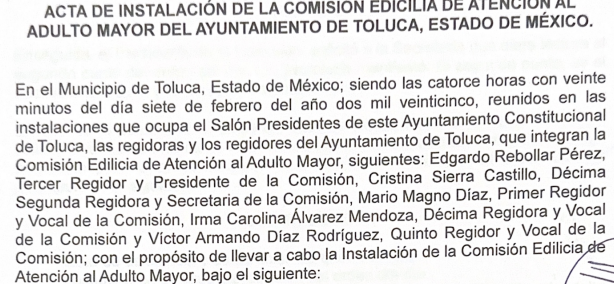 ACTA DE INSTALACIÓN DE LA COMISIÓN EDICILIA DE ATENCIÓN AL
ADULTO MAYOR DEL AYUNTAMIENTO DE TOLUCA, ESTADO DE MÉXICO.
En el Municipio de Toluca, Estado de México; siendo las catorce horas con veinte
minutos del día siete de febrero del año dos mil veinticinco, reunidos en las
instalaciones que ocupa el Salón Presidentes de este Ayuntamiento Constitucional
de Toluca, las regidoras y los regidores del Ayuntamiento de Toluca, que integran la
Comisión Edilicia de Atención al Adulto Mayor, siguientes: Edgardo Rebollar Pérez,
Tercer Regidor y Presidente de la Comisión, Cristina Sierra Castillo, Décima
Segunda Regidora y Secretaria de la Comisión, Mario Magno Díaz, Primer Regidor
y Vocal de la Comisión, Irma Carolina Álvarez Mendoza, Décima Regidora y Vocal
de la Comisión y Víctor Armando Díaz Rodríguez, Quinto Regidor y Vocal de la
Comisión; con el propósito de llevar a cabo la Instalación de la Comisión Edilicia de
Atención al Adulto Mayor, bajo el siguiente: